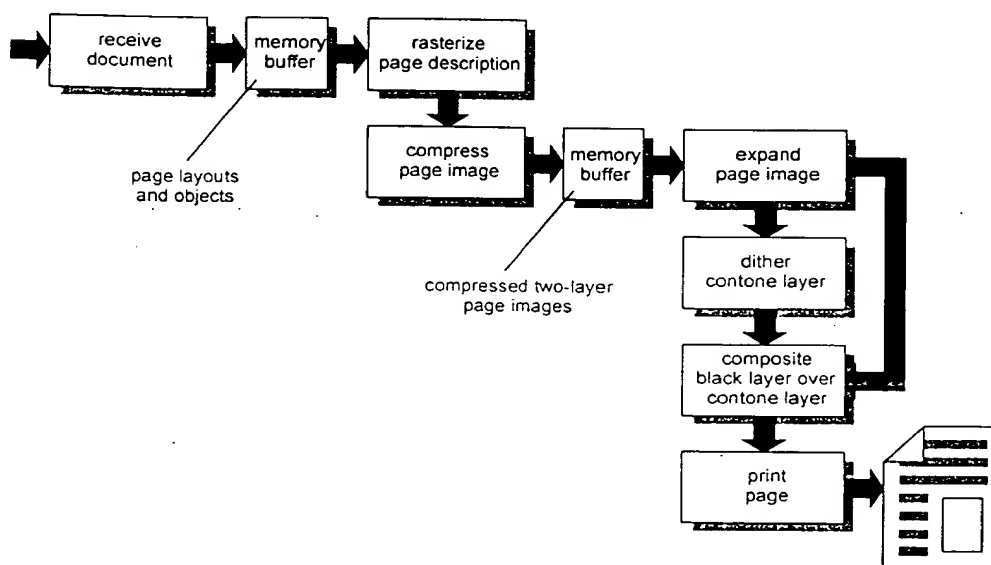 receive
document
memory
buffer
rasterize
page description
page layouts
and objects
compress
page image
memory
buffer
expand
page image
compressed two-layer
page images
dither
contone layer
composite
black layer over
contone layer
print
page